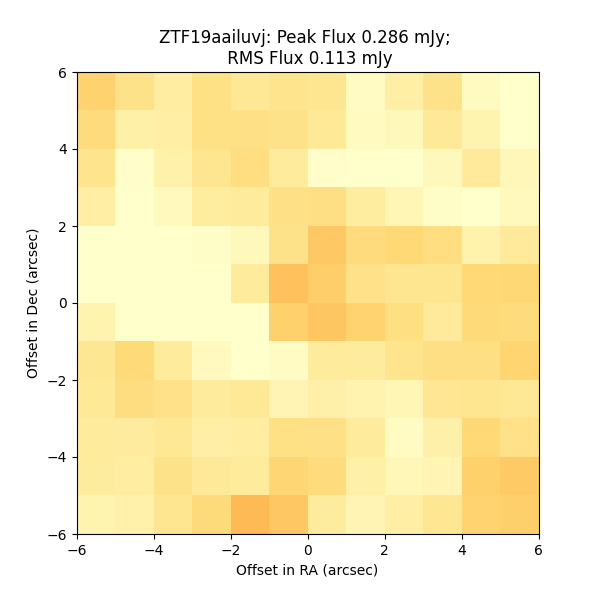 ZTF19aailuvj: Peak Flux 0.286 mJy;
RMS Flux 0.113 mJy
6
4
2
0
−2
−4
−6
Offset in Dec (arcsec)
−6 −4 −2 0 2 4 6
Offset in RA (arcsec)